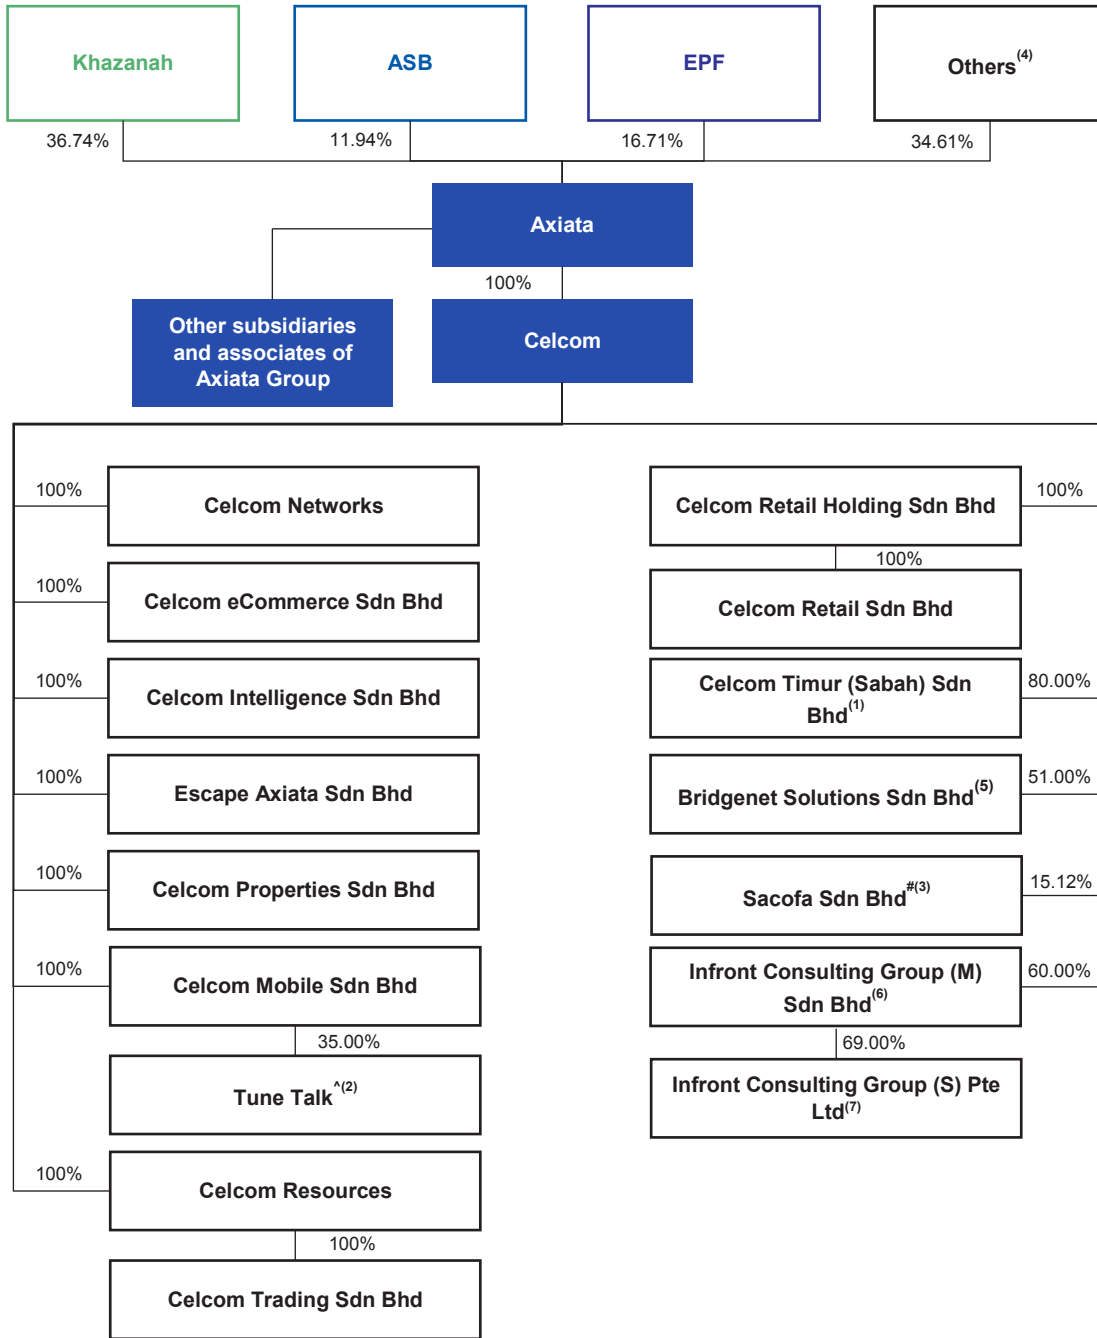 Khazanah
ASB
EPF
Others(4)
36.74%
11.94%
16.71%
34.61%
Axiata
100%
Other subsidiaries
and associates of
Axiata Group
Celcom
100%
Celcom Networks
100%
Celcom eCommerce Sdn Bhd
100%
Celcom Intelligence Sdn Bhd
100%
Escape Axiata Sdn Bhd
100%
Celcom Properties Sdn Bhd
100%
Celcom Mobile Sdn Bhd
35.00%
Tune Talk^(2)
100%
Celcom Resources
100%
Celcom Trading Sdn Bhd
Celcom Retail Holding Sdn Bhd
100%
100%
Celcom Retail Sdn Bhd
Celcom Timur (Sabah) Sdn
Bhd(1)
80.00%
Bridgenet Solutions Sdn Bhd(5)
51.00%
Sacofa Sdn Bhd#(3)
15.12%
Infront Consulting Group (M)
Sdn Bhd(6)
60.00%
69.00%
Infront Consulting Group (S) Pte
Ltd(7)